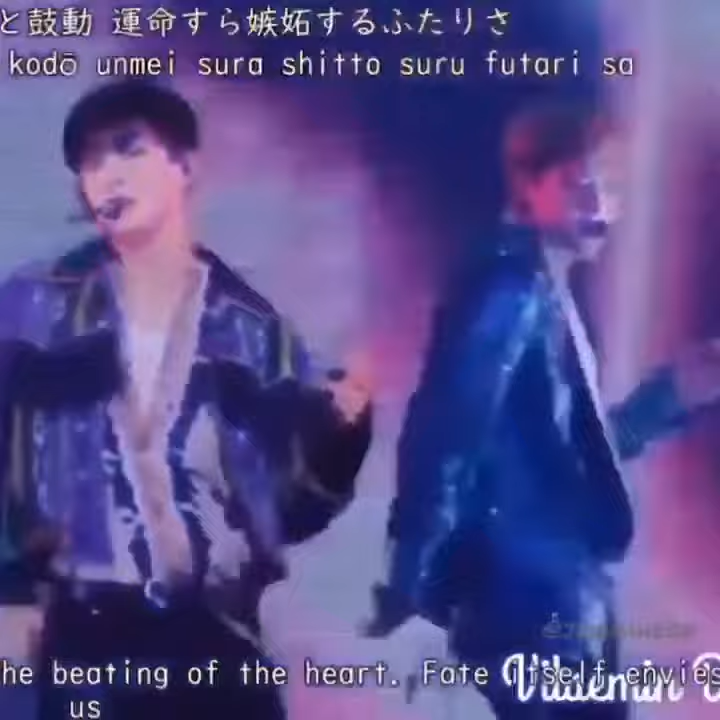 と鼓動 運命すら嫉妬するふたりさ
kodō unmei sura shitto suru futari sa
he beating of the heart. Fate itself envies
us